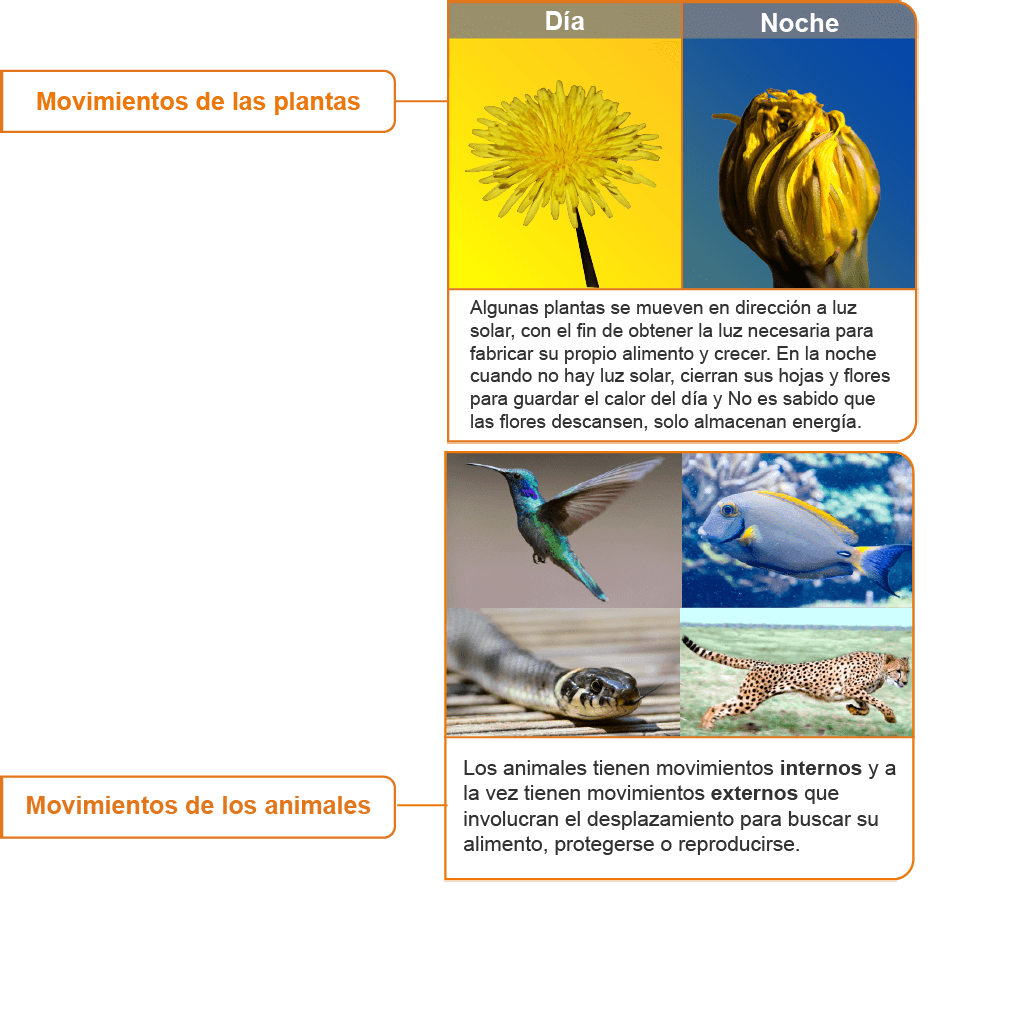 Día
Noche
Movimientos de las plantas
Algunas plantas se mueven en dirección a luz
solar, con el fin de obtener la luz necesaria para
fabricar su propio alimento y crecer. En la noche
cuando no hay luz solar, cierran sus hojas y flores
para guardar el calor del día y No es sabido que
las flores descansen, solo almacenan energía.
Movimientos de los animales
Los animales tienen movimientos internos y a
la vez tienen movimientos externos que
involucran el desplazamiento para buscar su
alimento, protegerse o reproducirse.